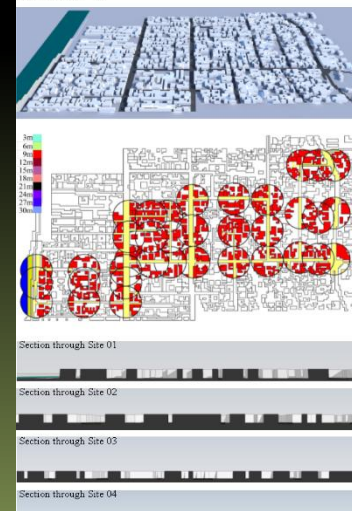 3m
6m
9m
12m
15m
18m
21m
24m
27m
30m
Section through Site 01
Section through Site 02
Section through Site 03
Section through Site 04